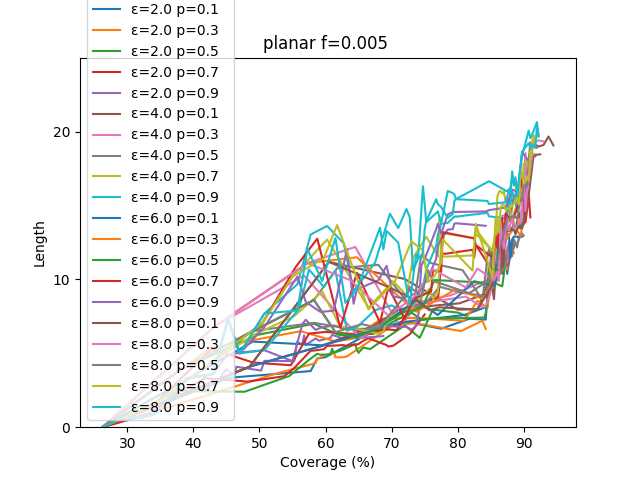 ε=2.0 p=0.1
ε=2.0 p=0.3
planar f=0.005
ε=2.0 p=0.5
ε=2.0 p=0.7
ε=2.0 p=0.9
ε=4.0 p=0.1
ε=4.0 p=0.3
ε=4.0 p=0.5
ε=4.0 p=0.7
ε=4.0 p=0.9
ε=6.0 p=0.1
ε=6.0 p=0.3
ε=6.0 p=0.5
ε=6.0 p=0.7
ε=6.0 p=0.9
ε=8.0 p=0.1
ε=8.0 p=0.3
ε=8.0 p=0.5
ε=8.0 p=0.7
ε=8.0 p=0.9
20
10
0
Length
30 40 50 60 70 80 90
Coverage (%)